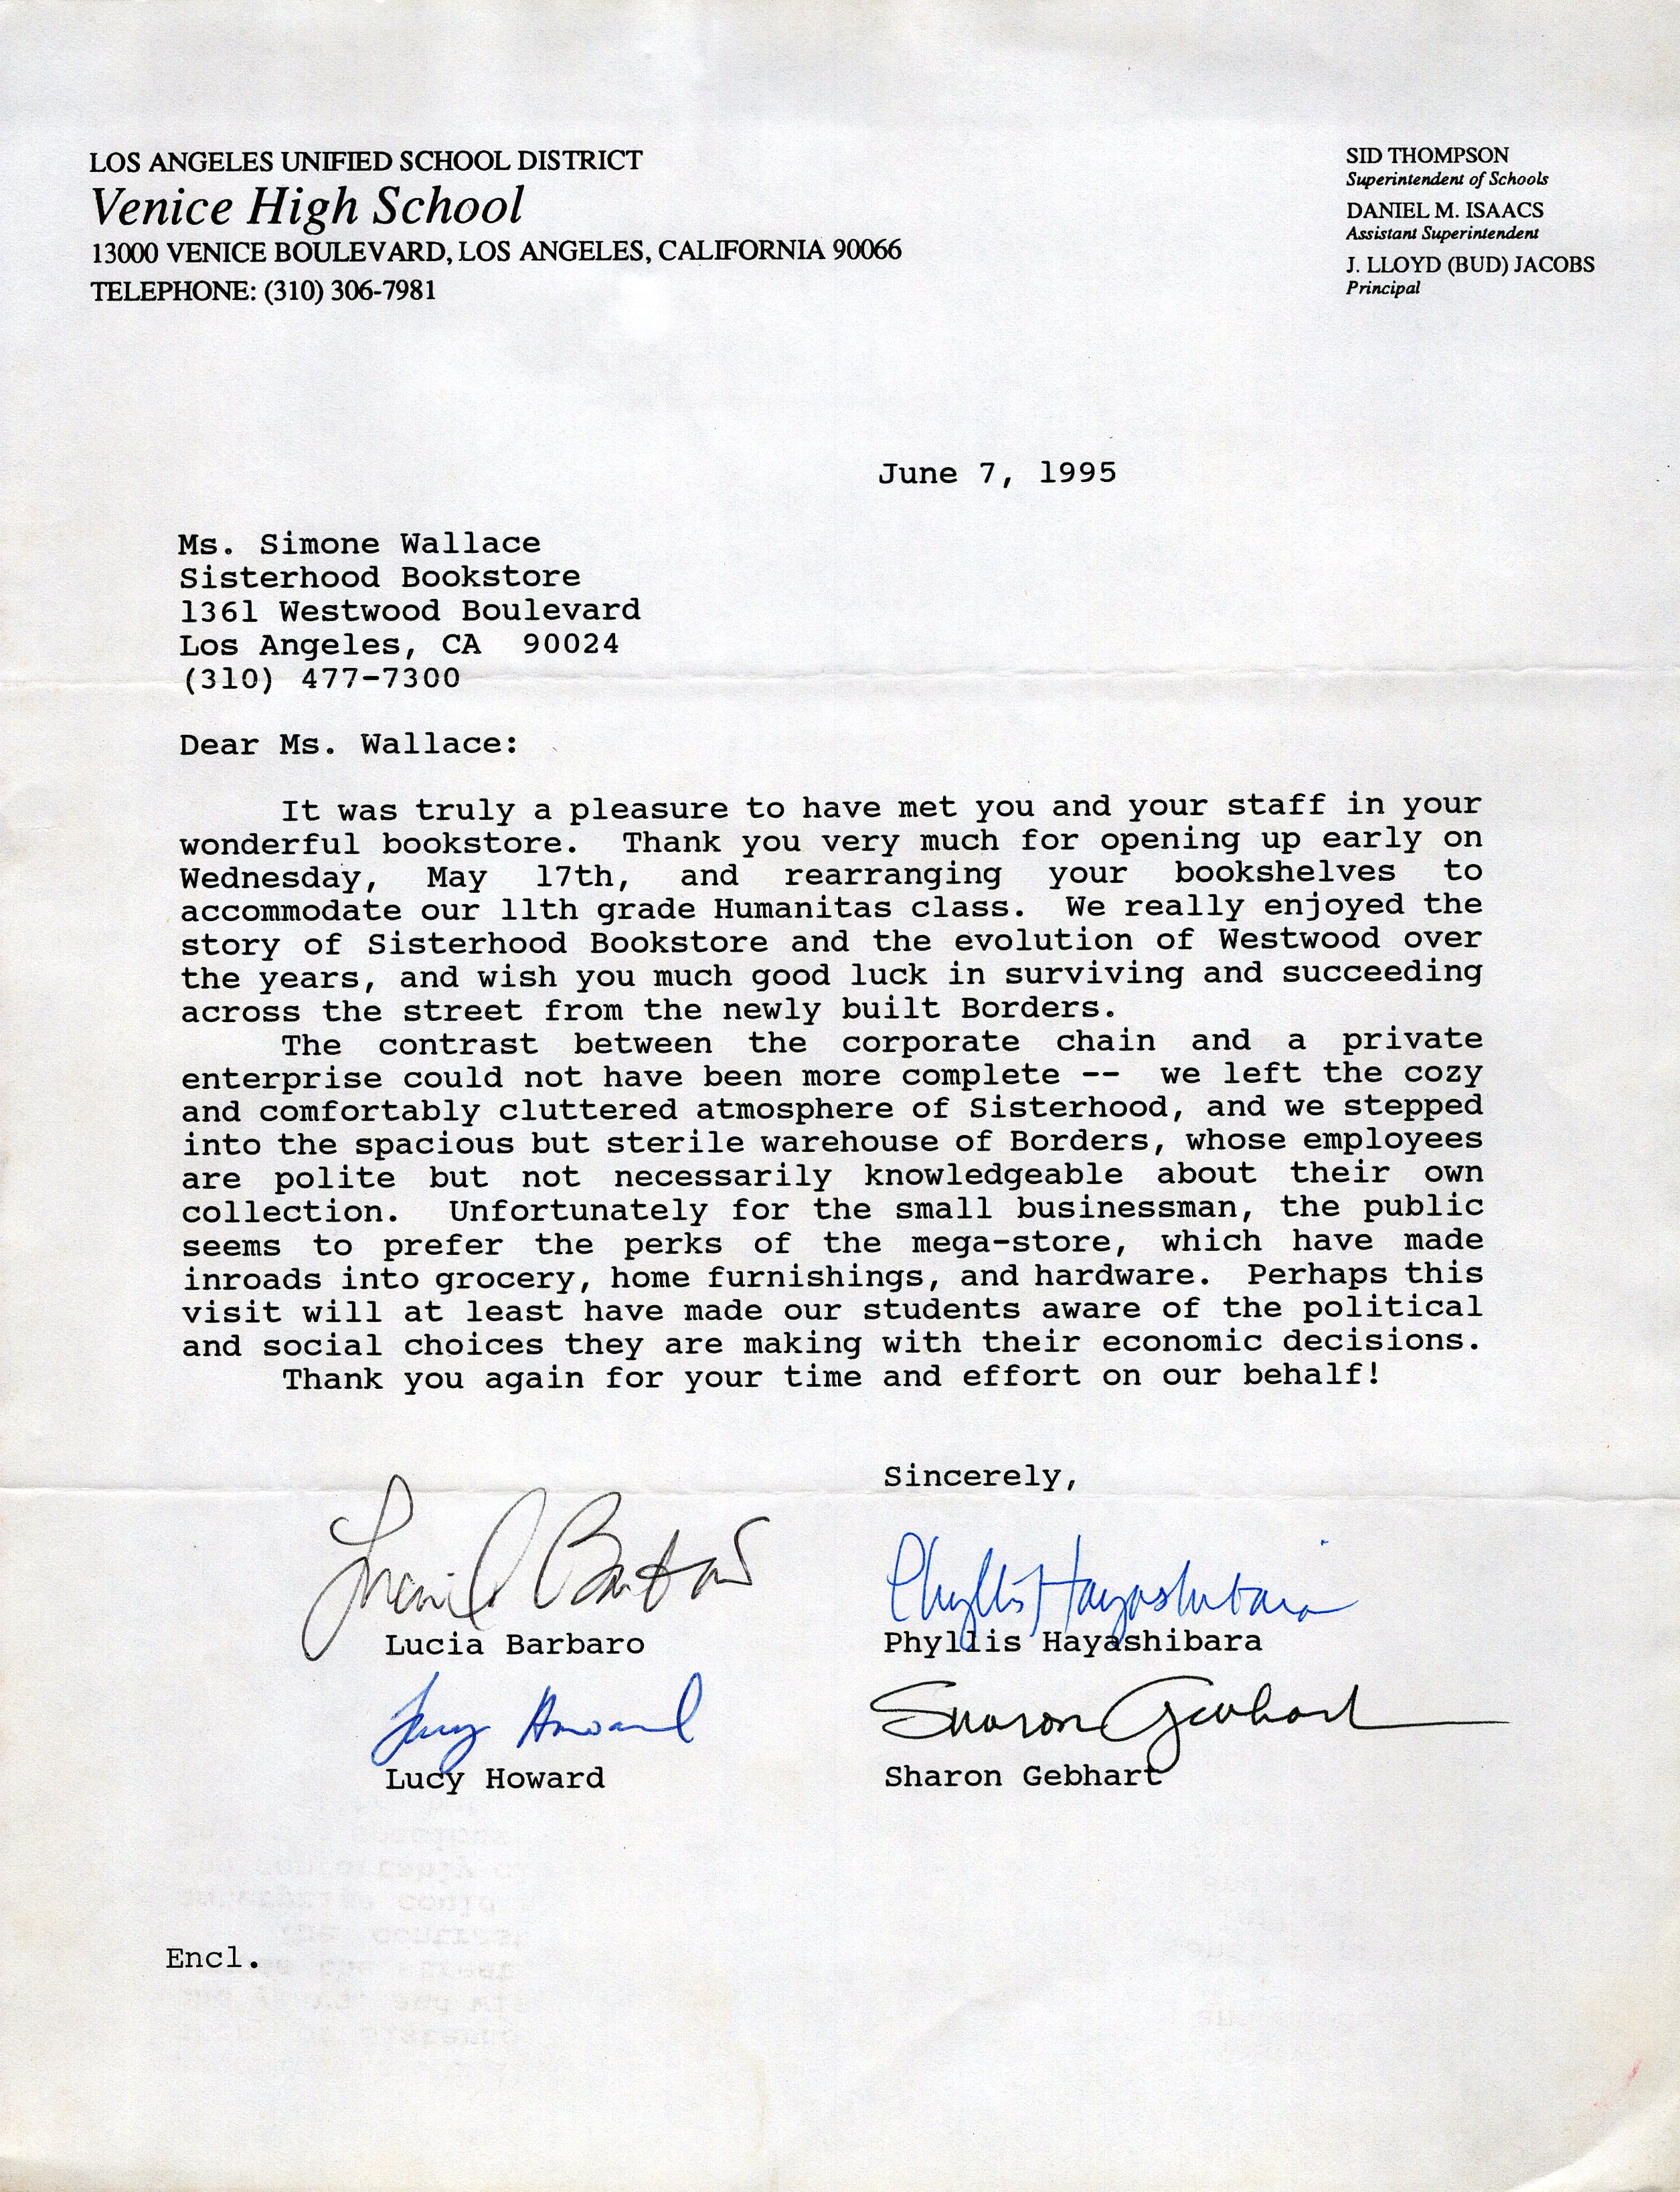 LOS ANGELES UNIFIED SCHOOL DISTRICT
Venice High School
13000 VENICE BOULEVARD, LOS ANGELES, CALIFORNIA 90066
TELEPHONE: (310) 306-7981
SID THOMPSON
Superintendent of Schools
DANIEL M. ISAACS
Assistant Superintendent
J. LLOYD (BUD) JACOBS
Principal
June 7, 1995
Ms. Simone Wallace
Sisterhood Bookstore
1361 Westwood Boulevard
Los Angeles, CA 90024
(310) 477-7300
Dear Ms. Wallace:
It was truly a pleasure to have met you and your staff in your
wonderful bookstore. Thank you very much for opening up early on
Wednesday, May 17th, and rearranging your bookshelves to
accommodate our 11th grade Humanitas class. We really enjoyed the
story of Sisterhood Bookstore and the evolution of Westwood over
the years, and wish you much good luck in surviving and succeeding
across the street from the newly built Borders.
The contrast between the corporate chain and a private
enterprise could not have been more complete -- we left the cozy
and comfortably cluttered atmosphere of Sisterhood, and we stepped
into the spacious but sterile warehouse of Borders, whose employees
are polite but not necessarily knowledgeable about their own
collection. Unfortunately for the small businessman, the public
seems to prefer the perks of the mega-store, which have made
inroads into grocery, home furnishings, and hardware. Perhaps this
visit will at least have made our students aware of the political
and social choices they are making with their economic decisions.
Thank you again for your time and effort on our behalf!
Sincerely,
Lucia Barbaro Phyllis Hayashibara
Lucia Barbaro Phyllis Hayashibara
Lucy Howard Sharon Gebhart
Lucy Howard Sharon Gebhart
Encl.